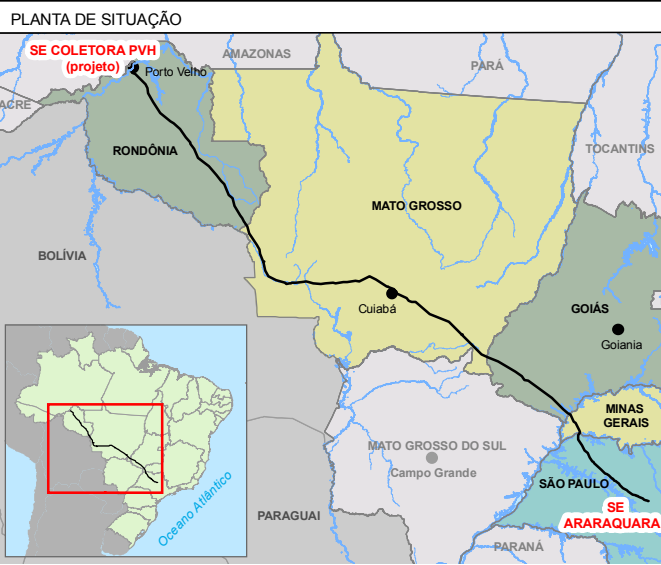 PLANTA DE SITUAÇÃO
SE COLETORA PVH
(projeto)
Porto Velho
AMAZONAS
PARÁ
ACRE
TOCANTINS
RONDÔNIA
MATO GROSSO
BOLÍVIA
Cuiabá
GOIÁS
Goiania
MINAS
GERAIS
MATO GROSSO DO SUL
Campo Grande
SÃO PAULO
SE
ARARAQUARA
PARAGUAI
PARANÁ
Oceano Atlântico